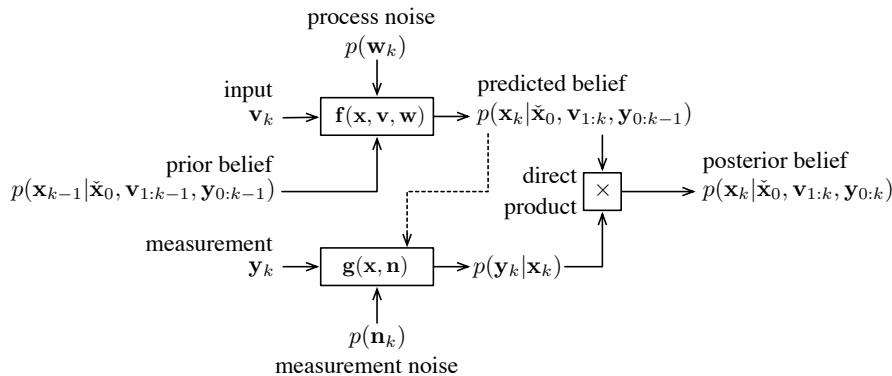 process noise
p(w_k)
input
v_k
f(x, v, w)
predicted belief
p(x_k|x̌_0, v_{1:k}, y_{0:k−1})
prior belief
p(x_{k−1}|x̌_0, v_{1:k−1}, y_{0:k−1})
direct
product
×
posterior belief
p(x_k|x̌_0, v_{1:k}, y_{0:k})
measurement
y_k
g(x, n)
p(y_k|x_k)
p(n_k)
measurement noise